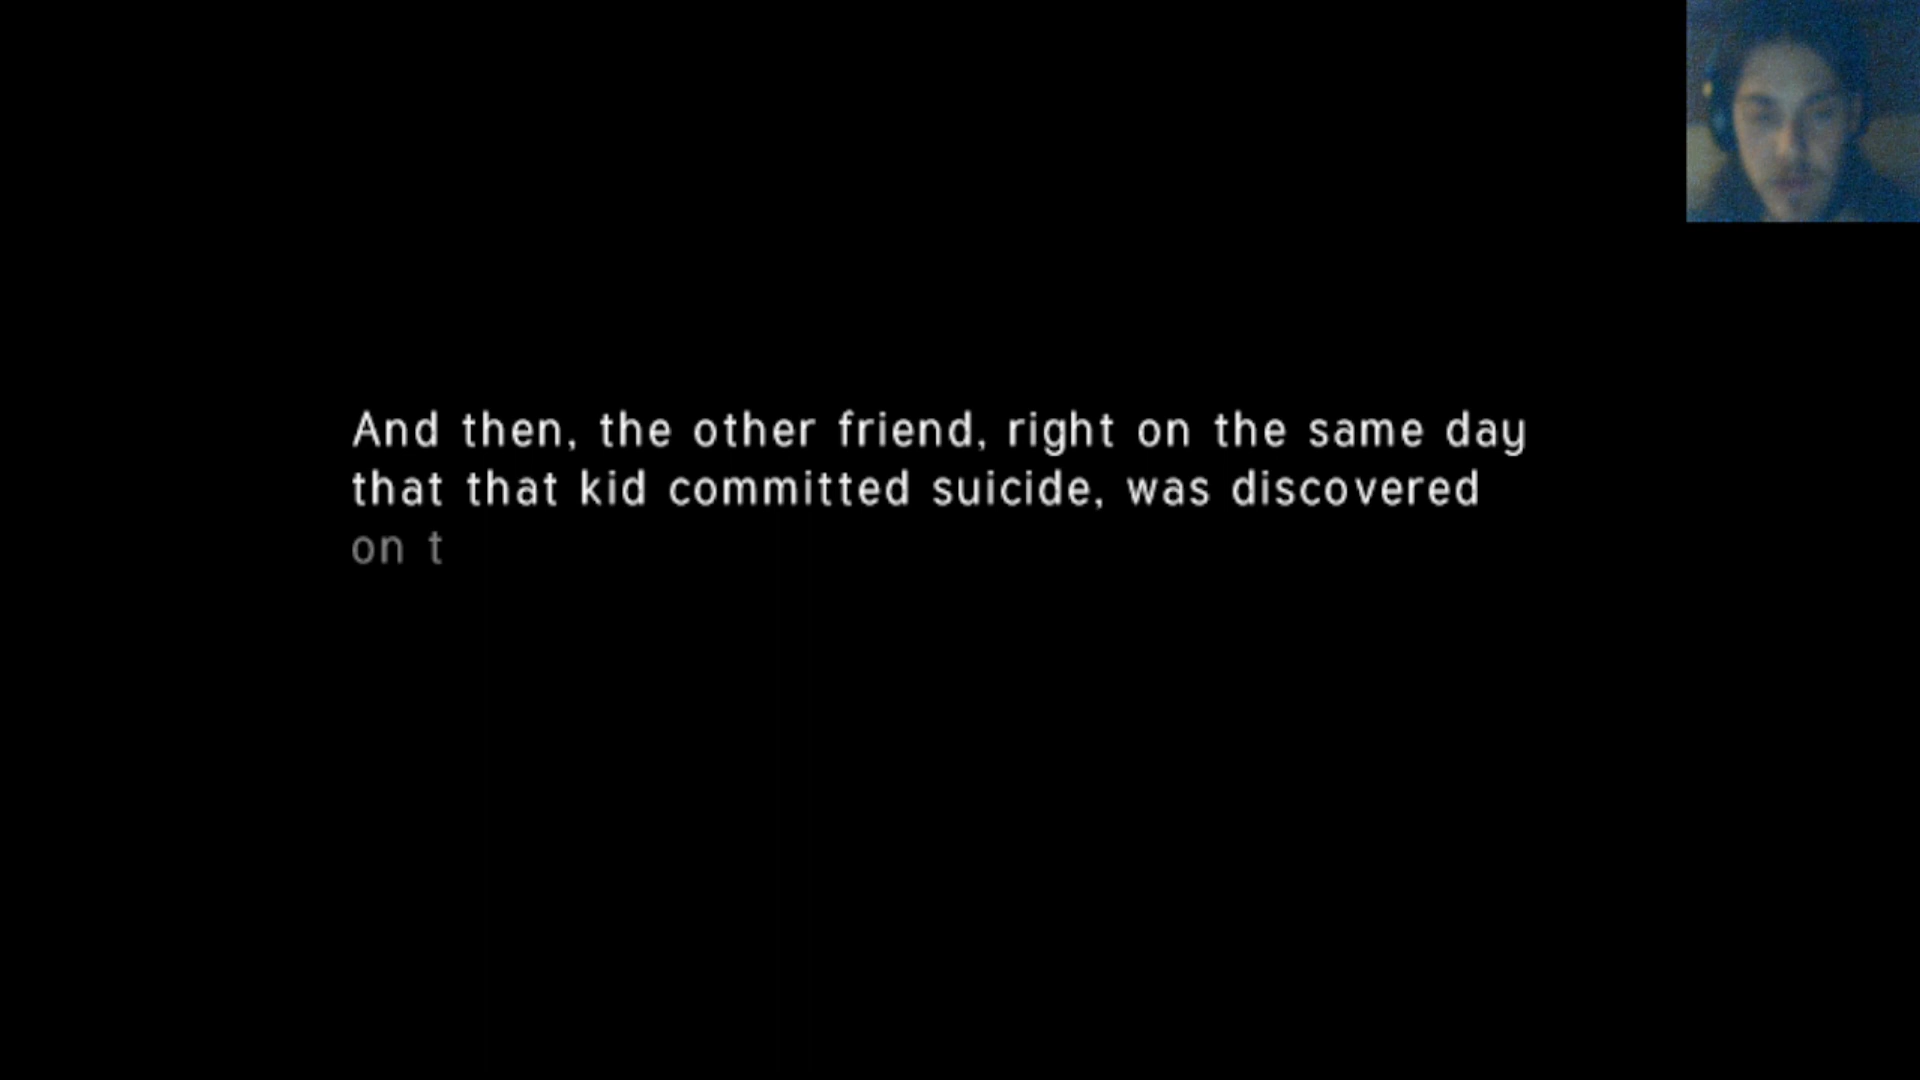 And then, the other friend, right on the same day
that that kid committed suicide, was discovered
on t